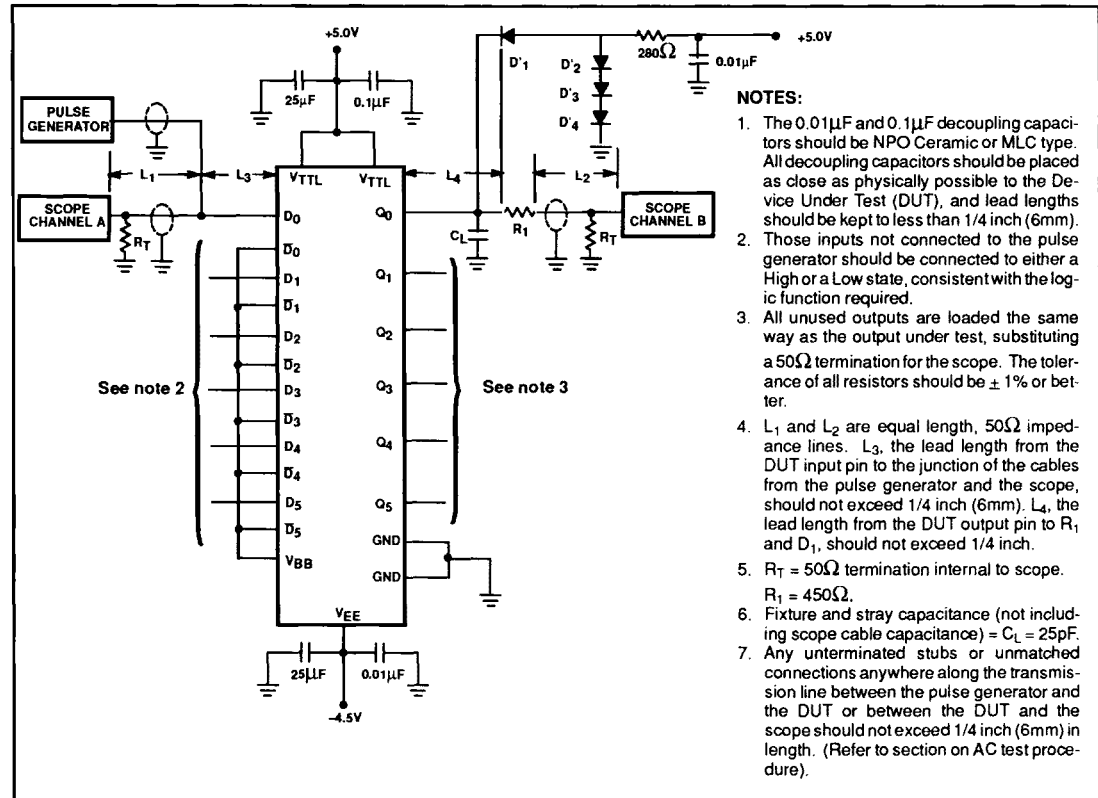 +5.0V
+5.0V
280Ω
0.01μF
D'1
D'2
D'3
D'4
25μF
0.1μF
PULSE
GENERATOR
L1
L3
VTTL
VTTL
L4
L2
SCOPE
CHANNEL A
RT
D0
Q0
CL
R1
RT
SCOPE
CHANNEL B
D̅0
D1
D̅1
D2
D̅2
D3
D̅3
D4
D̅4
D5
D̅5
VBB
Q1
Q2
Q3
Q4
Q5
GND
GND
See note 2
See note 3
VEE
25μF
0.01μF
–4.5V
NOTES:
1. The 0.01μF and 0.1μF decoupling capaci-
tors should be NPO Ceramic or MLC type.
All decoupling capacitors should be placed
as close as physically possible to the De-
vice Under Test (DUT), and lead lengths
should be kept to less than 1/4 inch (6mm).
2. Those inputs not connected to the pulse
generator should be connected to either a
High or a Low state, consistent with the log-
ic function required.
3. All unused outputs are loaded the same
way as the output under test, substituting
a 50Ω termination for the scope. The toler-
ance of all resistors should be ± 1% or bet-
ter.
4. L1 and L2 are equal length, 50Ω imped-
ance lines. L3, the lead length from the
DUT input pin to the junction of the cables
from the pulse generator and the scope,
should not exceed 1/4 inch (6mm). L4, the
lead length from the DUT output pin to R1
and D1, should not exceed 1/4 inch.
5. RT = 50Ω termination internal to scope.
R1 = 450Ω.
6. Fixture and stray capacitance (not includ-
ing scope cable capacitance) = CL = 25pF.
7. Any unterminated stubs or unmatched
connections anywhere along the transmis-
sion line between the pulse generator and
the DUT or between the DUT and the
scope should not exceed 1/4 inch (6mm) in
length. (Refer to section on AC test proce-
dure).